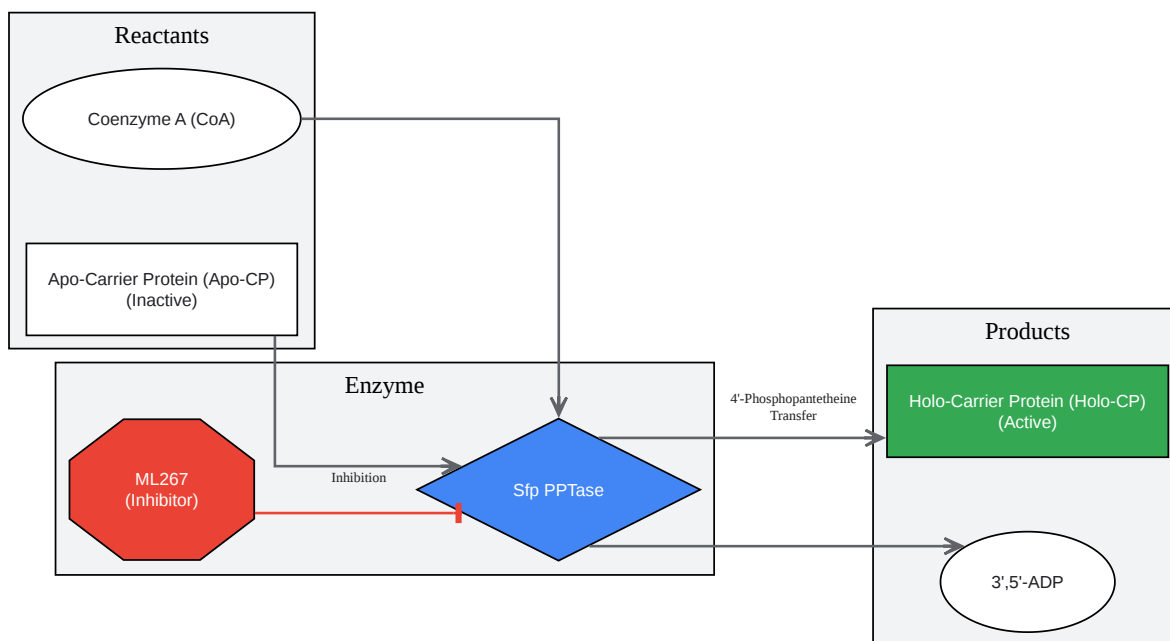 Reactants
Coenzyme A (CoA)
Apo-Carrier Protein (Apo-CP)
(Inactive)
Enzyme
ML267
(Inhibitor)
Inhibition
Sfp PPTase
4'-Phosphopantetheine
Transfer
Products
Holo-Carrier Protein (Holo-CP)
(Active)
3',5'-ADP